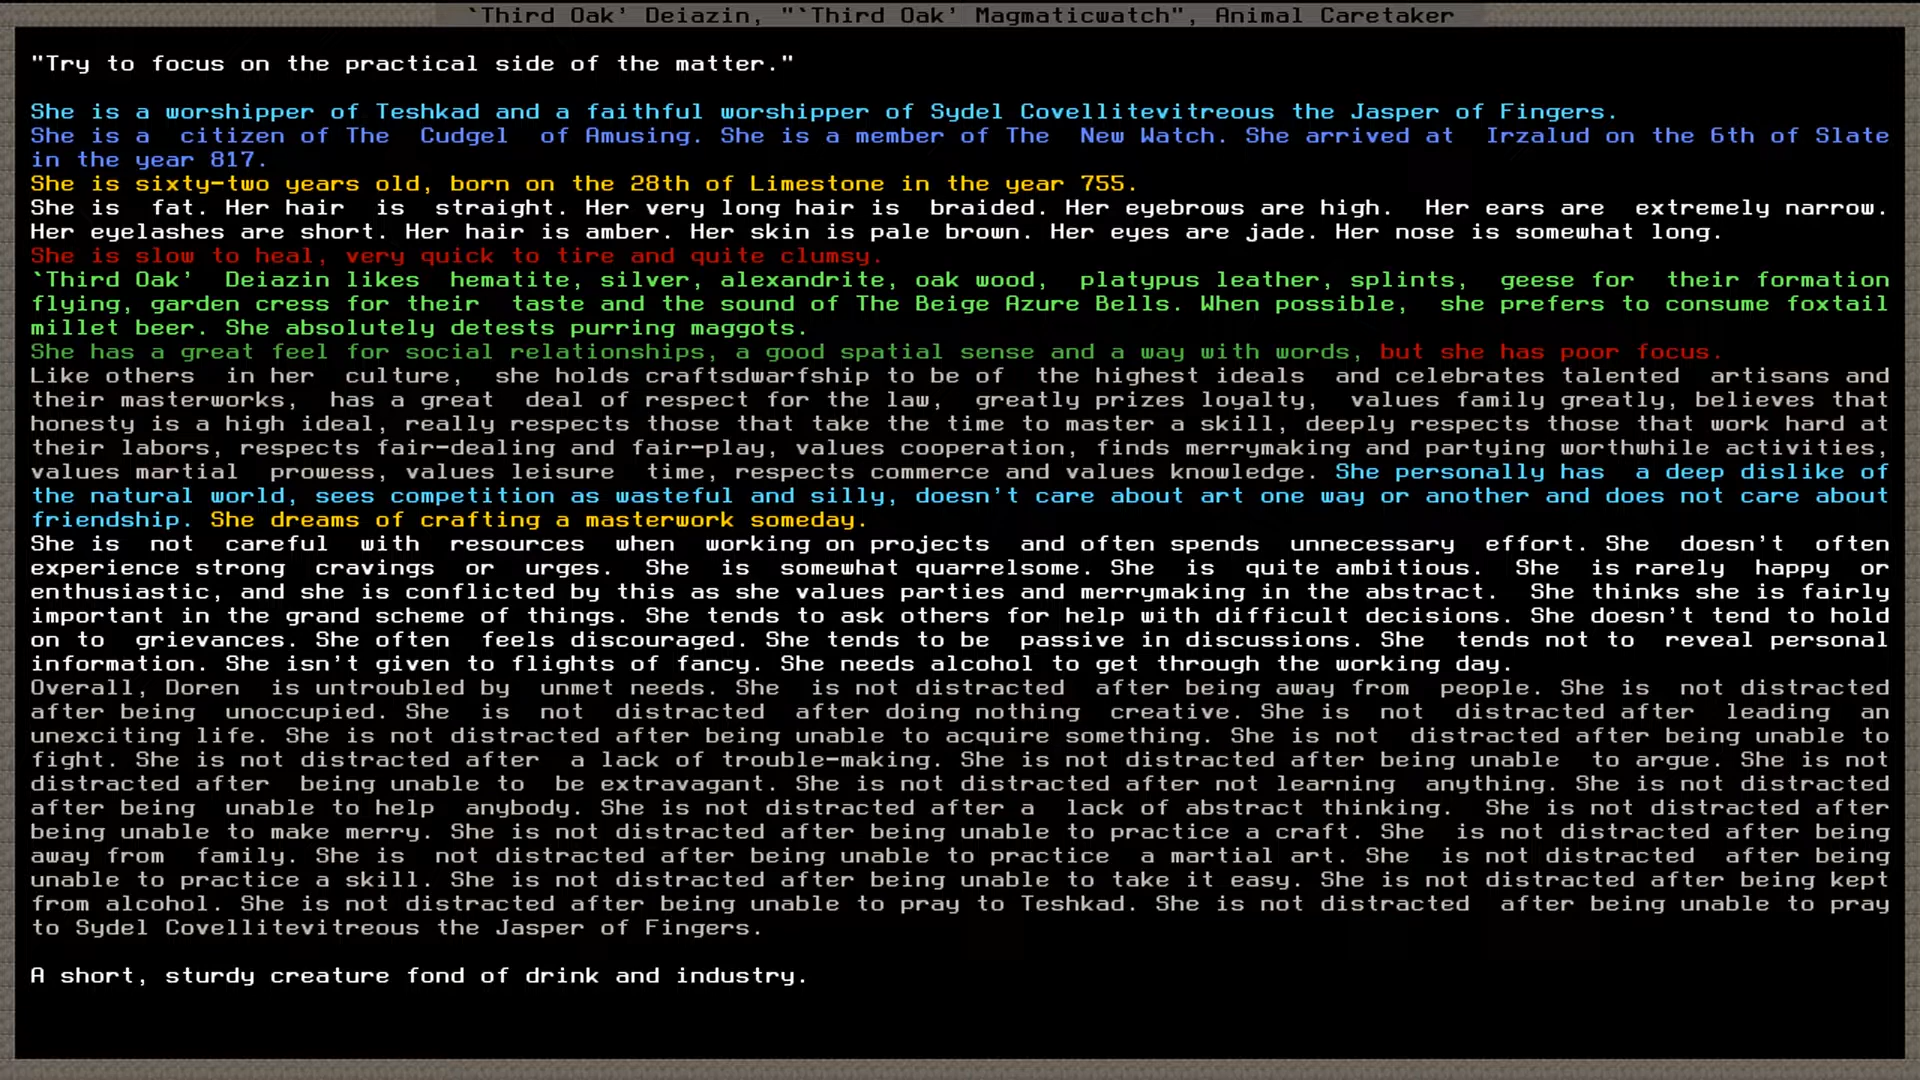 `Third Oak' Deiazin, "`Third Oak' Magmaticwatch", Animal Caretaker
"Try to focus on the practical side of the matter."
She is a worshipper of Teshkad and a faithful worshipper of Sydel Covellitevitreous the Jasper of Fingers.
She is a citizen of The Cudgel of Amusing. She is a member of The New Watch. She arrived at Irzalud on the 6th of Slate
in the year 817.
She is sixty-two years old, born on the 28th of Limestone in the year 755.
She is fat. Her hair is straight. Her very long hair is braided. Her eyebrows are high. Her ears are extremely narrow.
Her eyelashes are short. Her hair is amber. Her skin is pale brown. Her eyes are jade. Her nose is somewhat long.
She is slow to heal, very quick to tire and quite clumsy.
`Third Oak' Deiazin likes hematite, silver, alexandrite, oak wood, platypus leather, splints, geese for their formation
flying, garden cress for their taste and the sound of The Beige Azure Bells. When possible, she prefers to consume foxtail
millet beer. She absolutely detests purring maggots.
She has a great feel for social relationships, a good spatial sense and a way with words, but she has poor focus.
Like others in her culture, she holds craftsdwarfship to be of the highest ideals and celebrates talented artisans and
their masterworks, has a great deal of respect for the law, greatly prizes loyalty, values family greatly, believes that
honesty is a high ideal, really respects those that take the time to master a skill, deeply respects those that work hard at
their labors, respects fair-dealing and fair-play, values cooperation, finds merrymaking and partying worthwhile activities,
values martial prowess, values leisure time, respects commerce and values knowledge. She personally has a deep dislike of
the natural world, sees competition as wasteful and silly, doesn't care about art one way or another and does not care about
friendship. She dreams of crafting a masterwork someday.
She is not careful with resources when working on projects and often spends unnecessary effort. She doesn't often
experience strong cravings or urges. She is somewhat quarrelsome. She is quite ambitious. She is rarely happy or
enthusiastic, and she is conflicted by this as she values parties and merrymaking in the abstract. She thinks she is fairly
important in the grand scheme of things. She tends to ask others for help with difficult decisions. She doesn't tend to hold
on to grievances. She often feels discouraged. She tends to be passive in discussions. She tends not to reveal personal
information. She isn't given to flights of fancy. She needs alcohol to get through the working day.
Overall, Doren is untroubled by unmet needs. She is not distracted after being away from people. She is not distracted
after being unoccupied. She is not distracted after doing nothing creative. She is not distracted after leading an
unexciting life. She is not distracted after being unable to acquire something. She is not distracted after being unable to
fight. She is not distracted after a lack of trouble-making. She is not distracted after being unable to argue. She is not
distracted after being unable to be extravagant. She is not distracted after not learning anything. She is not distracted
after being unable to help anybody. She is not distracted after a lack of abstract thinking. She is not distracted after
being unable to make merry. She is not distracted after being unable to practice a craft. She is not distracted after being
away from family. She is not distracted after being unable to practice a martial art. She is not distracted after being
unable to practice a skill. She is not distracted after being unable to take it easy. She is not distracted after being kept
from alcohol. She is not distracted after being unable to pray to Teshkad. She is not distracted after being unable to pray
to Sydel Covellitevitreous the Jasper of Fingers.
A short, sturdy creature fond of drink and industry.